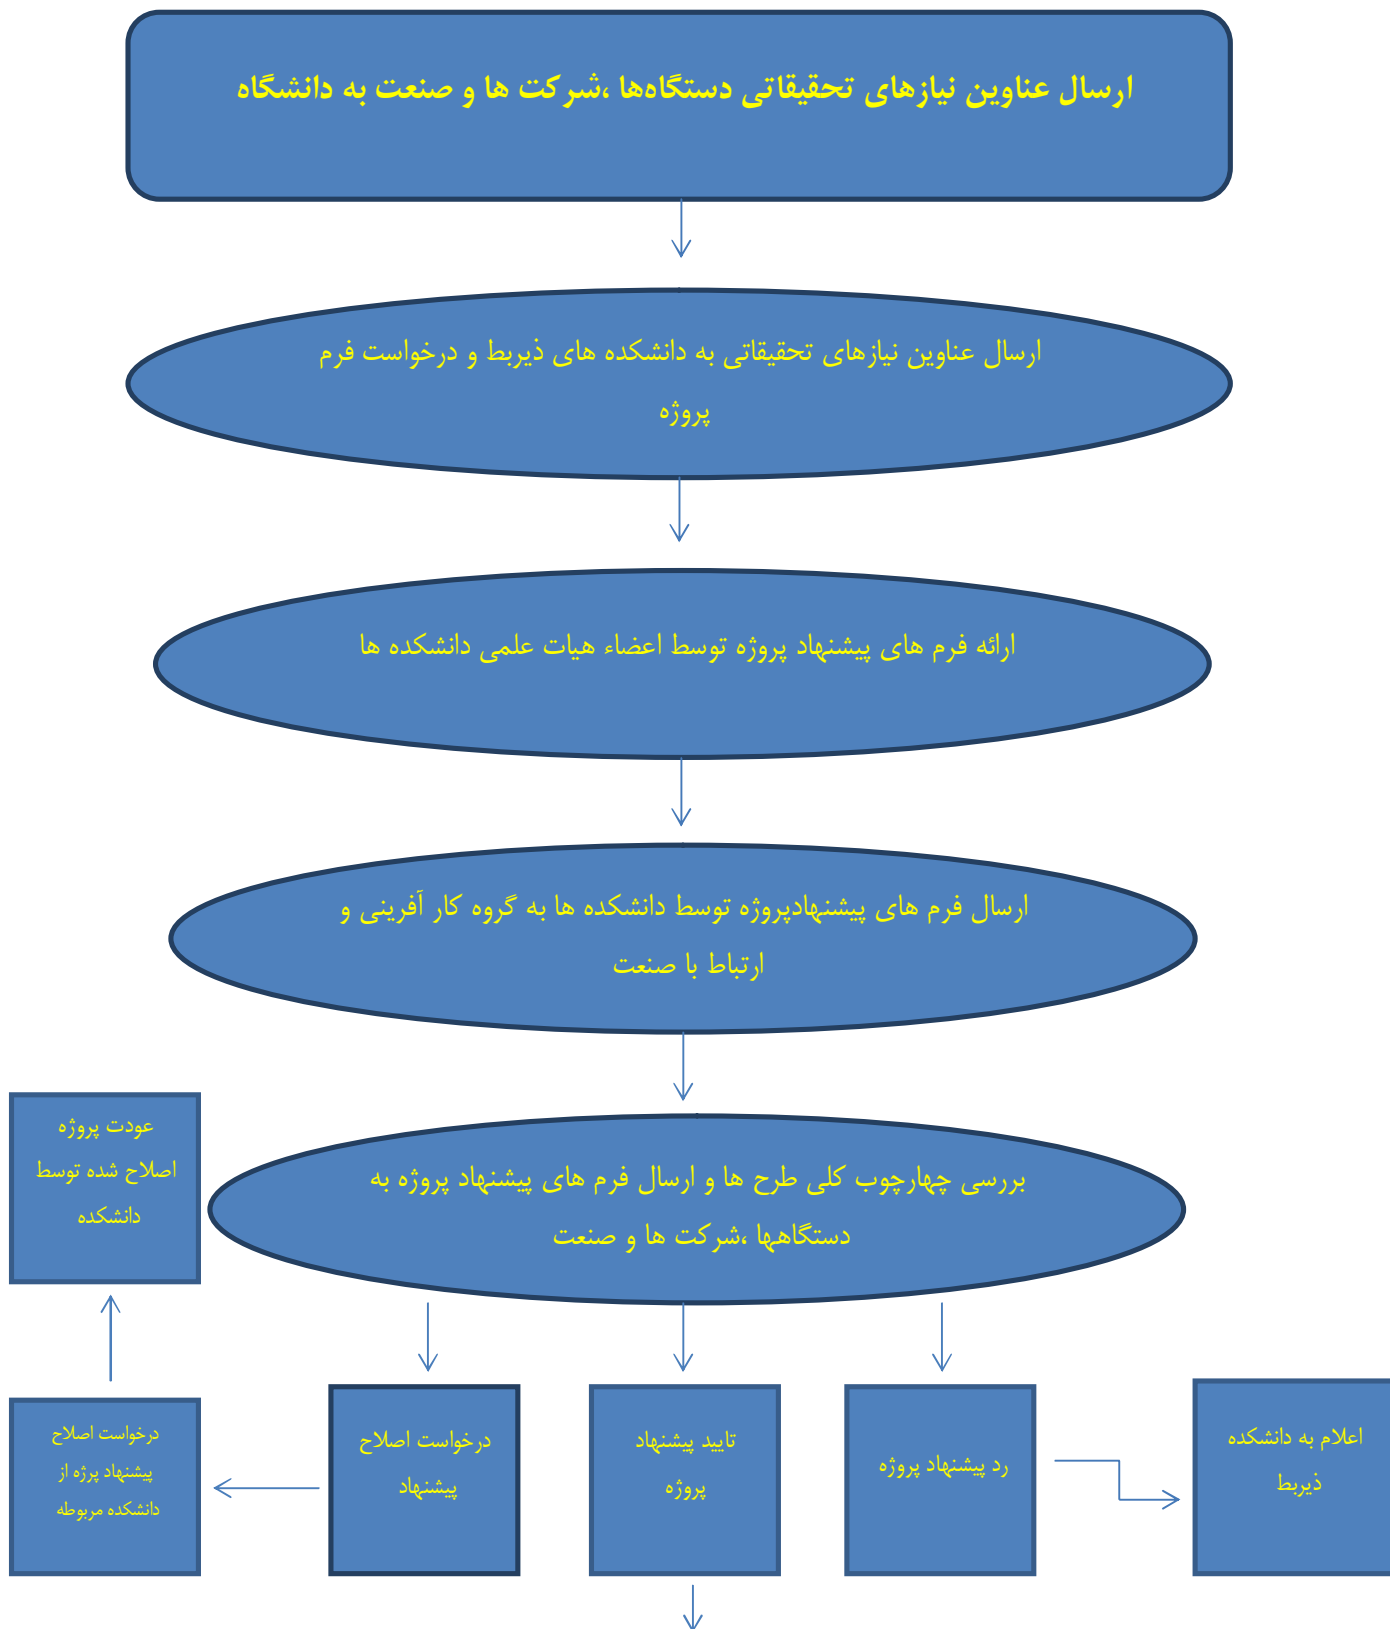 ارسال عناوین نیازهای تحقیقاتی دستگاه‌ها ،شرکت ها و صنعت به دانشگاه
ارسال عناوین نیازهای تحقیقاتی به دانشکده های ذیربط و درخواست فرم
پروژه
ارائه فرم های پیشنهاد پروژه توسط اعضاء هیات علمی دانشکده ها
ارسال فرم های پیشنهادپروژه توسط دانشکده ها به گروه کار آفرینی و
ارتباط با صنعت
بررسی چهارچوب کلی طرح ها و ارسال فرم های پیشنهاد پروژه به
دستگاهها ،شرکت ها و صنعت
عودت پروژه
اصلاح شده توسط
دانشکده
اعلام به دانشکده
ذیربط
رد پیشنهاد پروژه
تایید پیشنهاد
پروژه
درخواست اصلاح
پیشنهاد
درخواست اصلاح
پیشنهاد پرژه از
دانشکده مربوطه